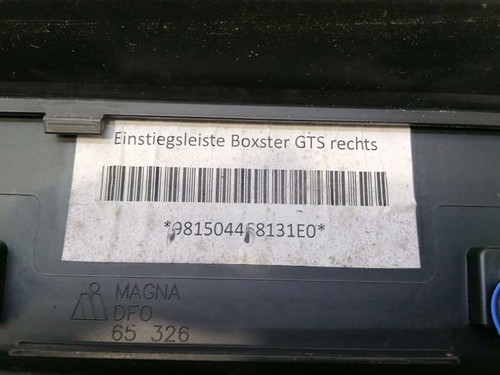 Einstiegsleiste Boxster GTS rechts
*981504468131E0*
MAGNA
DFO
65 326